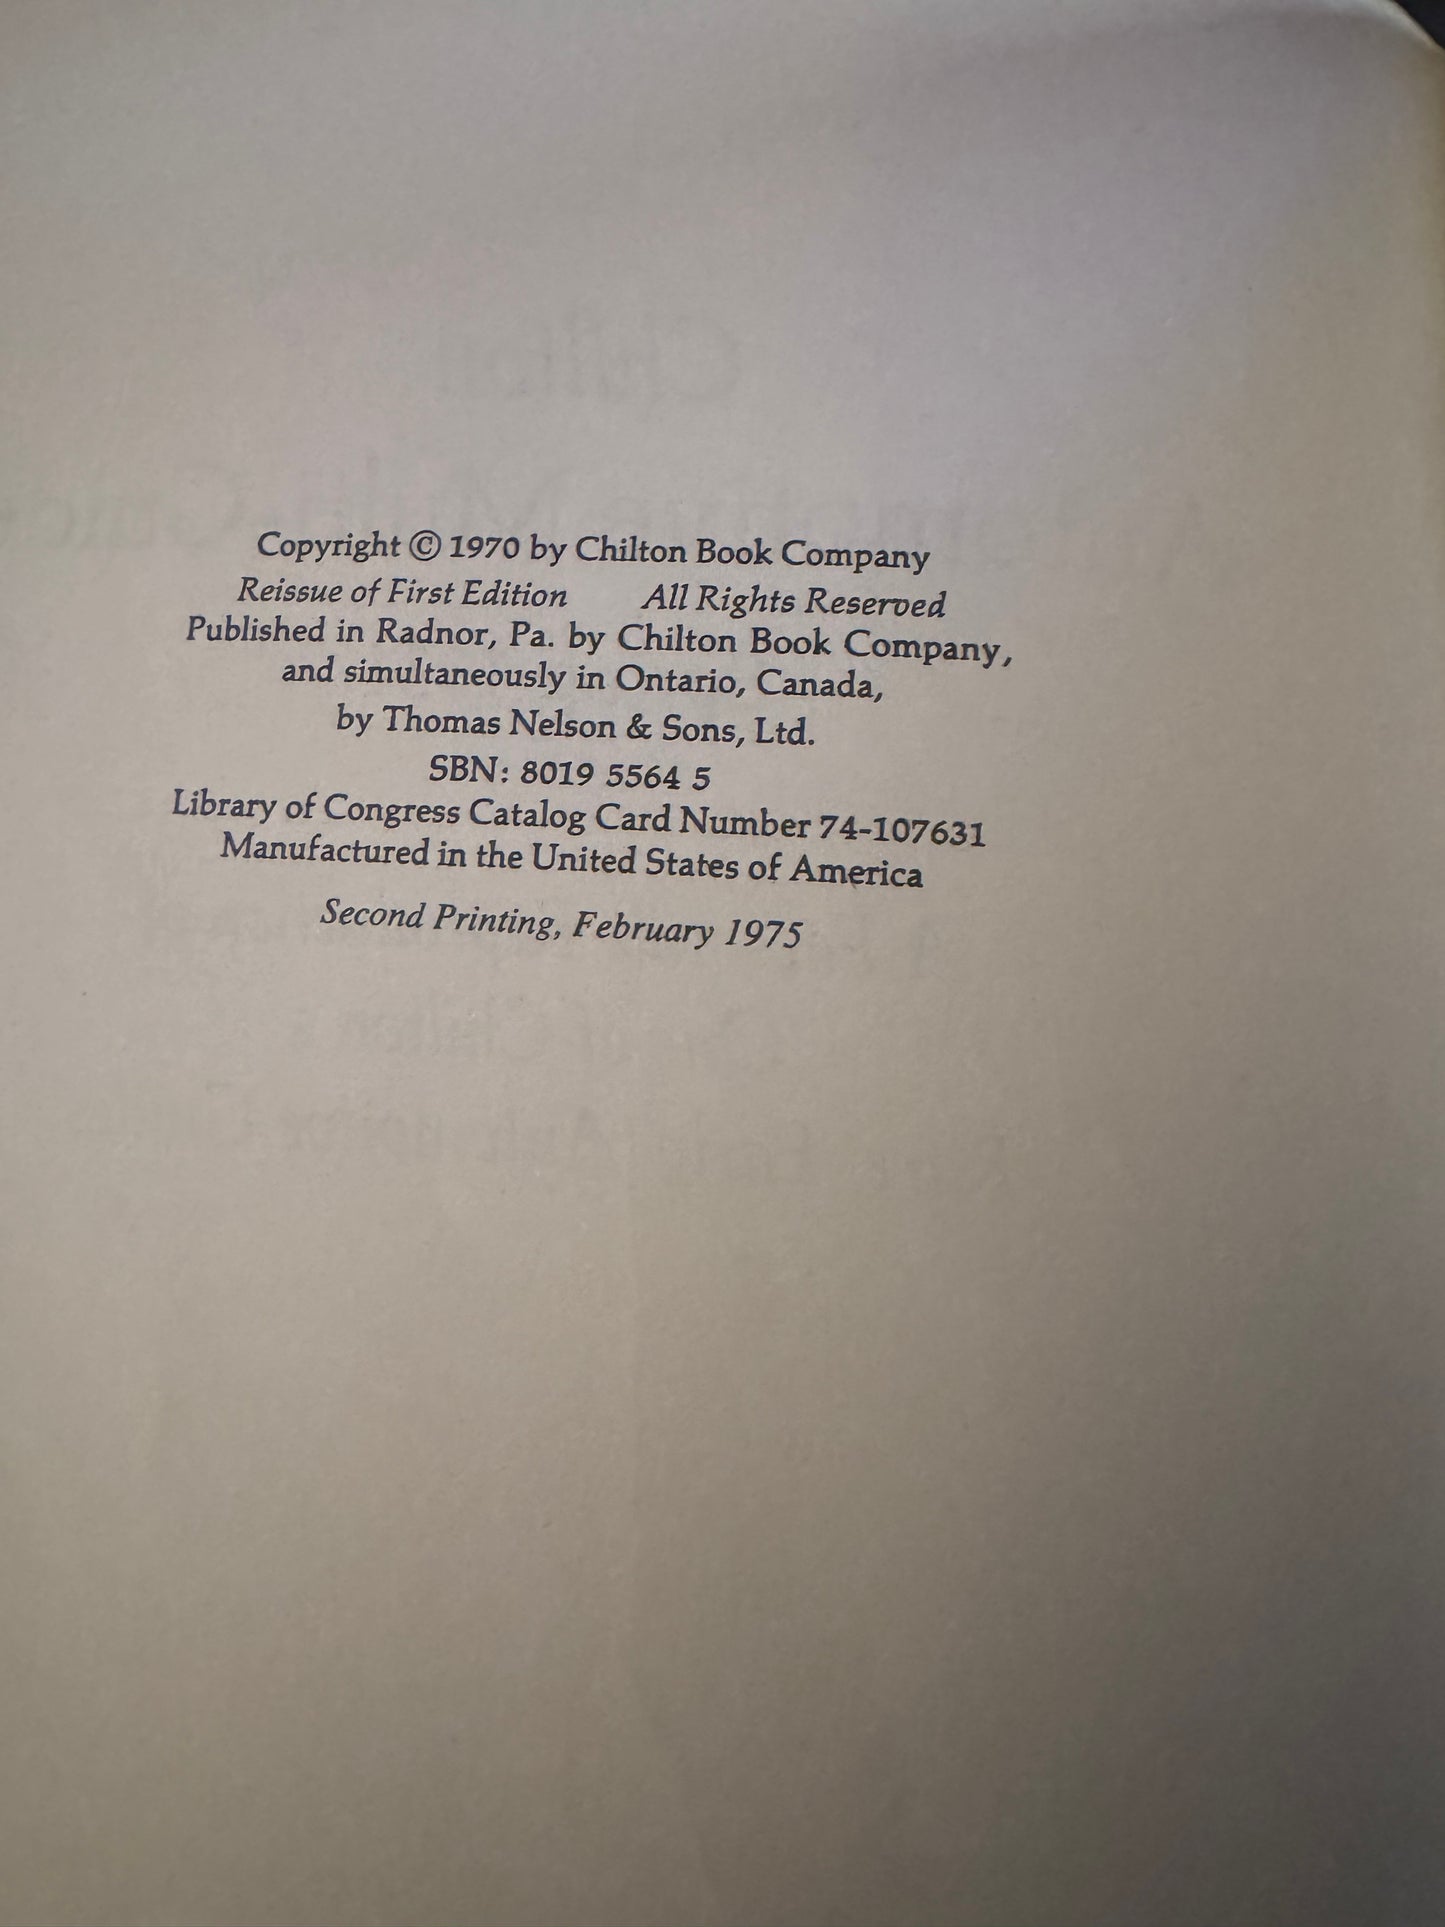 Copyright © 1970 by Chilton Book Company
Reissue of First Edition All Rights Reserved
Published in Radnor, Pa. by Chilton Book Company,
and simultaneously in Ontario, Canada,
by Thomas Nelson & Sons, Ltd.
SBN: 8019 5564 5
Library of Congress Catalog Card Number 74-107631
Manufactured in the United States of America
Second Printing, February 1975